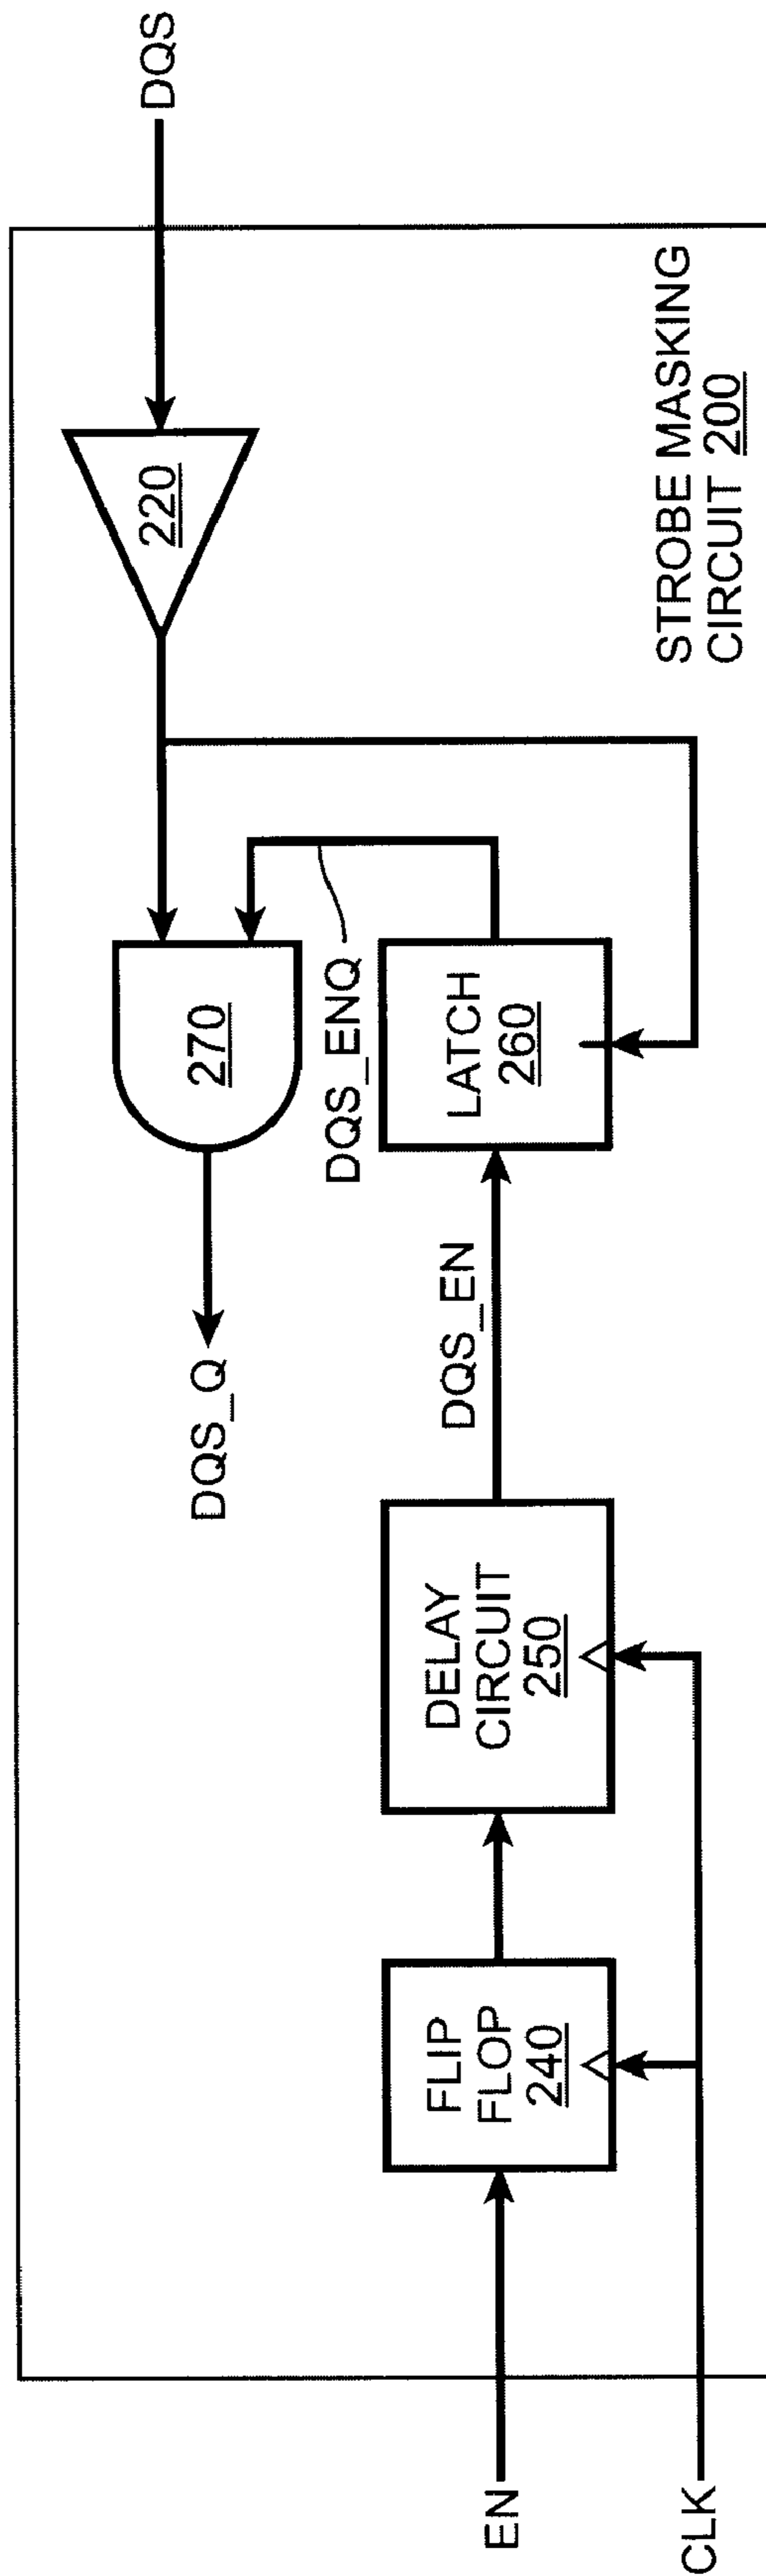 DQS
220
270
DQS_Q
DQS_ENQ
LATCH
260
DQS_EN
DELAY
CIRCUIT
250
FLIP
FLOP
240
EN
CLK
STROBE MASKING
CIRCUIT 200